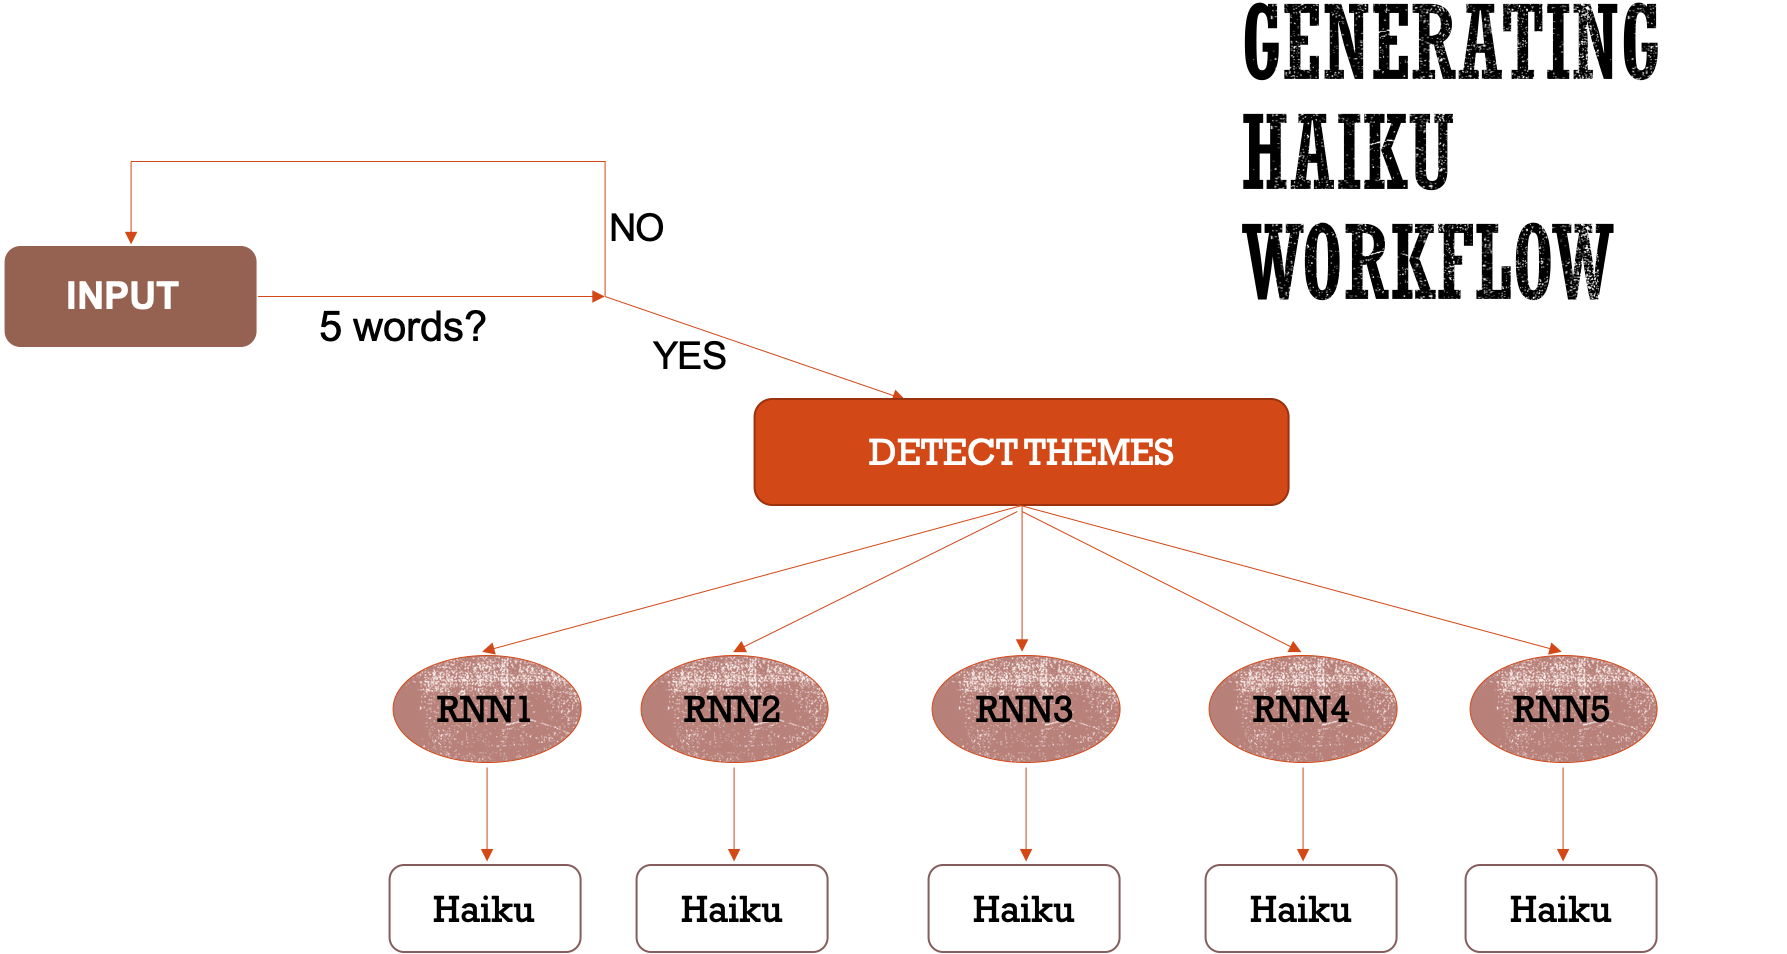 GENERATING
HAIKU
WORKFLOW
NO
INPUT
5 words?
YES
DETECT THEMES
RNN1
RNN2
RNN3
RNN4
RNN5
Haiku
Haiku
Haiku
Haiku
Haiku